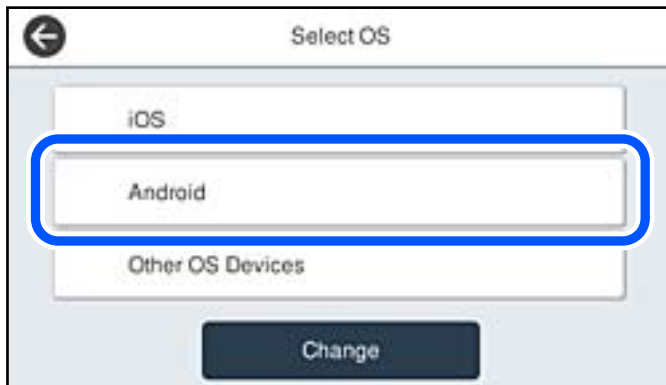 Select OS
iOS
Android
Other OS Devices
Change